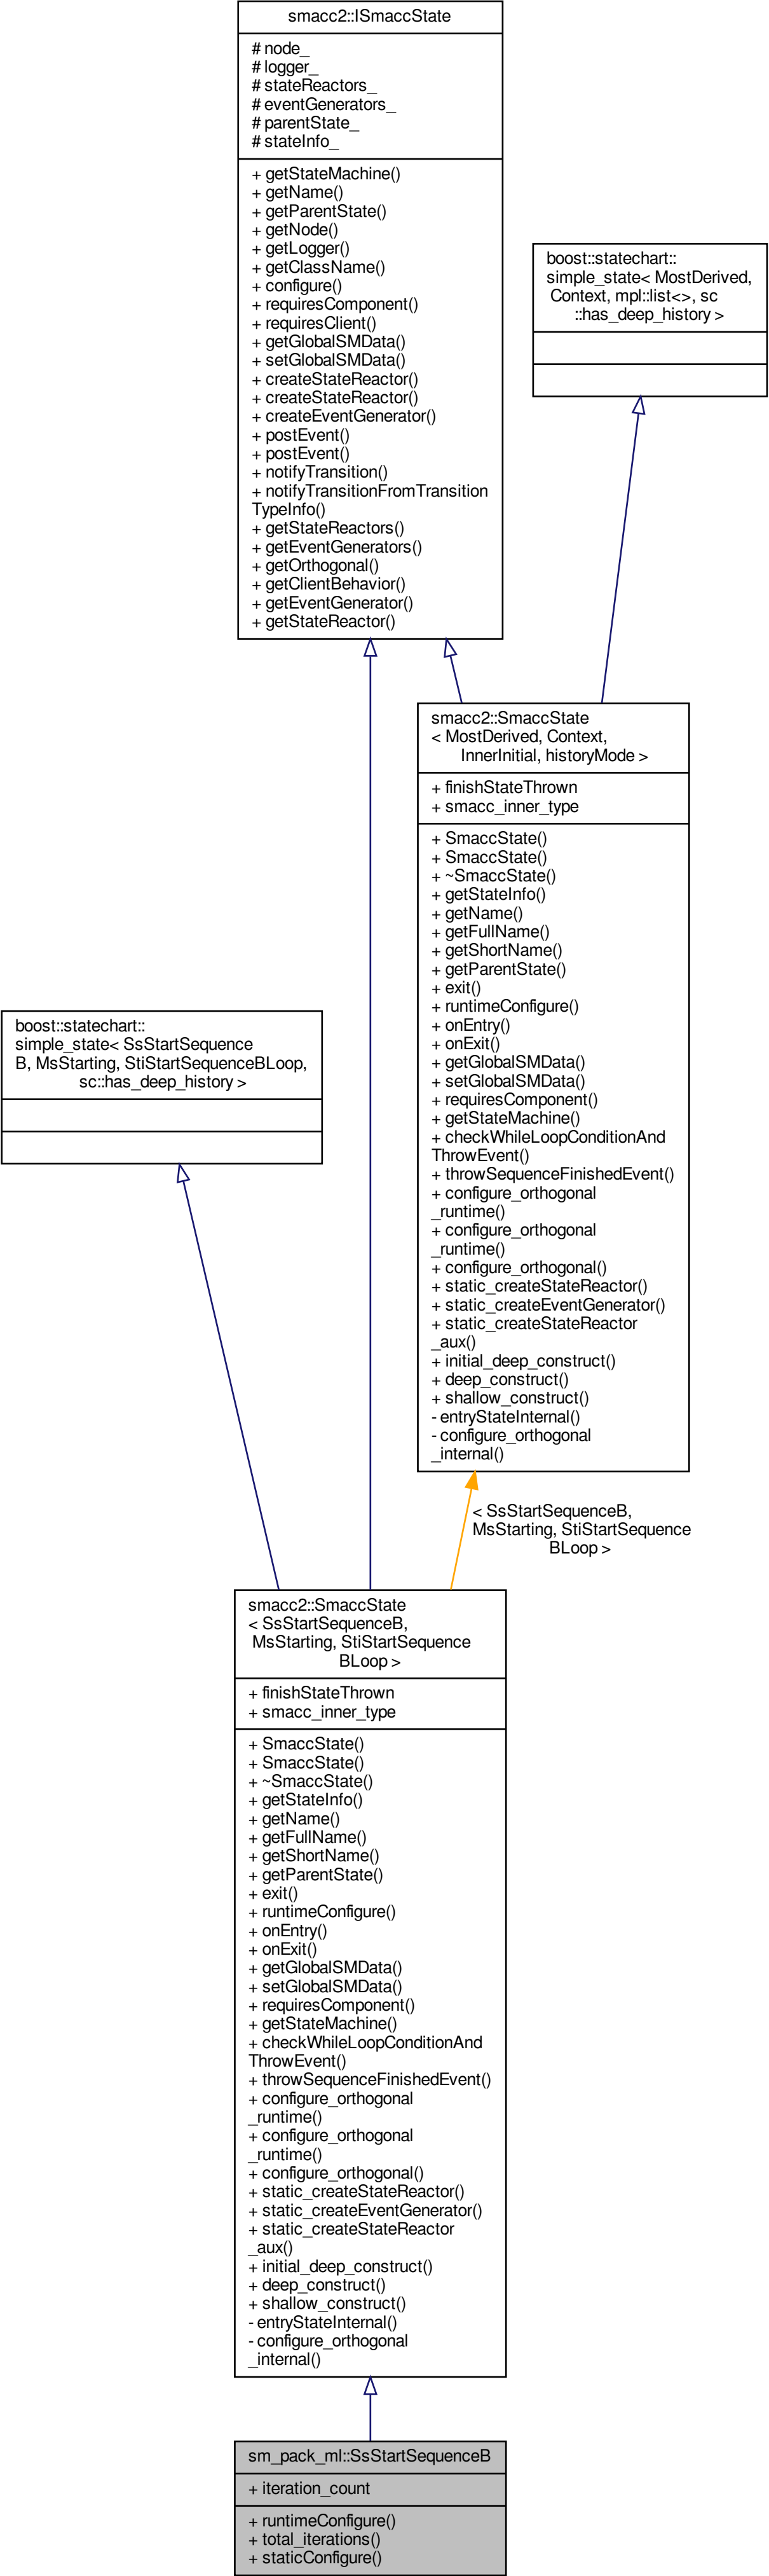 smacc2::ISmaccState
# node_
# logger_
# stateReactors_
# eventGenerators_
# parentState_
# stateInfo_
+ getStateMachine()
+ getName()
+ getParentState()
+ getNode()
+ getLogger()
+ getClassName()
+ configure()
+ requiresComponent()
+ requiresClient()
+ getGlobalSMData()
+ setGlobalSMData()
+ createStateReactor()
+ createStateReactor()
+ createEventGenerator()
+ postEvent()
+ postEvent()
+ notifyTransition()
+ notifyTransitionFromTransition
TypeInfo()
+ getStateReactors()
+ getEventGenerators()
+ getOrthogonal()
+ getClientBehavior()
+ getEventGenerator()
+ getStateReactor()
boost::statechart::
simple_state< MostDerived,
Context, mpl::list<>, sc
::has_deep_history >
smacc2::SmaccState
< MostDerived, Context,
InnerInitial, historyMode >
+ finishStateThrown
+ smacc_inner_type
+ SmaccState()
+ SmaccState()
+ ~SmaccState()
+ getStateInfo()
+ getName()
+ getFullName()
+ getShortName()
+ getParentState()
+ exit()
+ runtimeConfigure()
+ onEntry()
+ onExit()
+ getGlobalSMData()
+ setGlobalSMData()
+ requiresComponent()
+ getStateMachine()
+ checkWhileLoopConditionAnd
ThrowEvent()
+ throwSequenceFinishedEvent()
+ configure_orthogonal
_runtime()
+ configure_orthogonal
_runtime()
+ configure_orthogonal()
+ static_createStateReactor()
+ static_createEventGenerator()
+ static_createStateReactor
_aux()
+ initial_deep_construct()
+ deep_construct()
+ shallow_construct()
- entryStateInternal()
- configure_orthogonal
_internal()
boost::statechart::
simple_state< SsStartSequence
B, MsStarting, StiStartSequenceBLoop,
sc::has_deep_history >
< SsStartSequenceB,
MsStarting, StiStartSequence
BLoop >
smacc2::SmaccState
< SsStartSequenceB,
MsStarting, StiStartSequence
BLoop >
+ finishStateThrown
+ smacc_inner_type
+ SmaccState()
+ SmaccState()
+ ~SmaccState()
+ getStateInfo()
+ getName()
+ getFullName()
+ getShortName()
+ getParentState()
+ exit()
+ runtimeConfigure()
+ onEntry()
+ onExit()
+ getGlobalSMData()
+ setGlobalSMData()
+ requiresComponent()
+ getStateMachine()
+ checkWhileLoopConditionAnd
ThrowEvent()
+ throwSequenceFinishedEvent()
+ configure_orthogonal
_runtime()
+ configure_orthogonal
_runtime()
+ configure_orthogonal()
+ static_createStateReactor()
+ static_createEventGenerator()
+ static_createStateReactor
_aux()
+ initial_deep_construct()
+ deep_construct()
+ shallow_construct()
- entryStateInternal()
- configure_orthogonal
_internal()
sm_pack_ml::SsStartSequenceB
+ iteration_count
+ runtimeConfigure()
+ total_iterations()
+ staticConfigure()